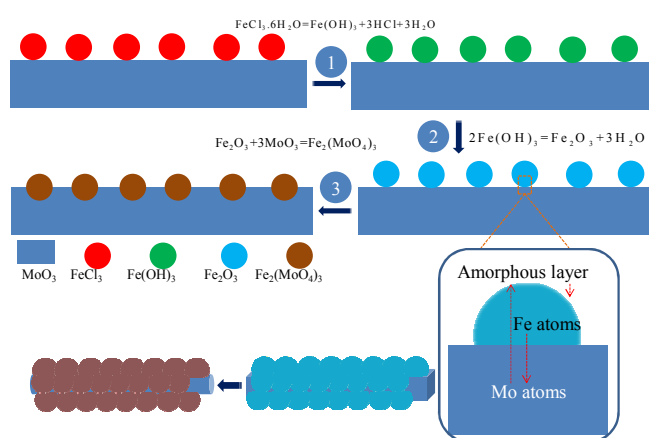 FeCl₃.6H₂O=Fe(OH)₃+3HCl+3H₂O
1
Fe₂O₃+3MoO₃=Fe₂(MoO₄)₃
2
2Fe(OH)₃=Fe₂O₃+3H₂O
3
MoO₃
FeCl₃
Fe(OH)₃
Fe₂O₃
Fe₂(MoO₄)₃
Amorphous layer
Fe atoms
Mo atoms